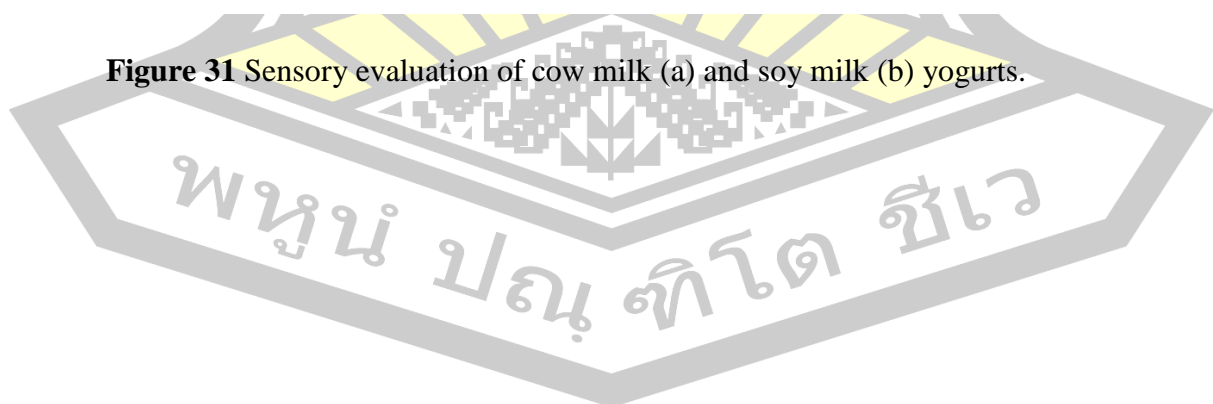 Figure 31 Sensory evaluation of cow milk (a) and soy milk (b) yogurts.
พหูนํ ปณฺฑิโต ชีเว